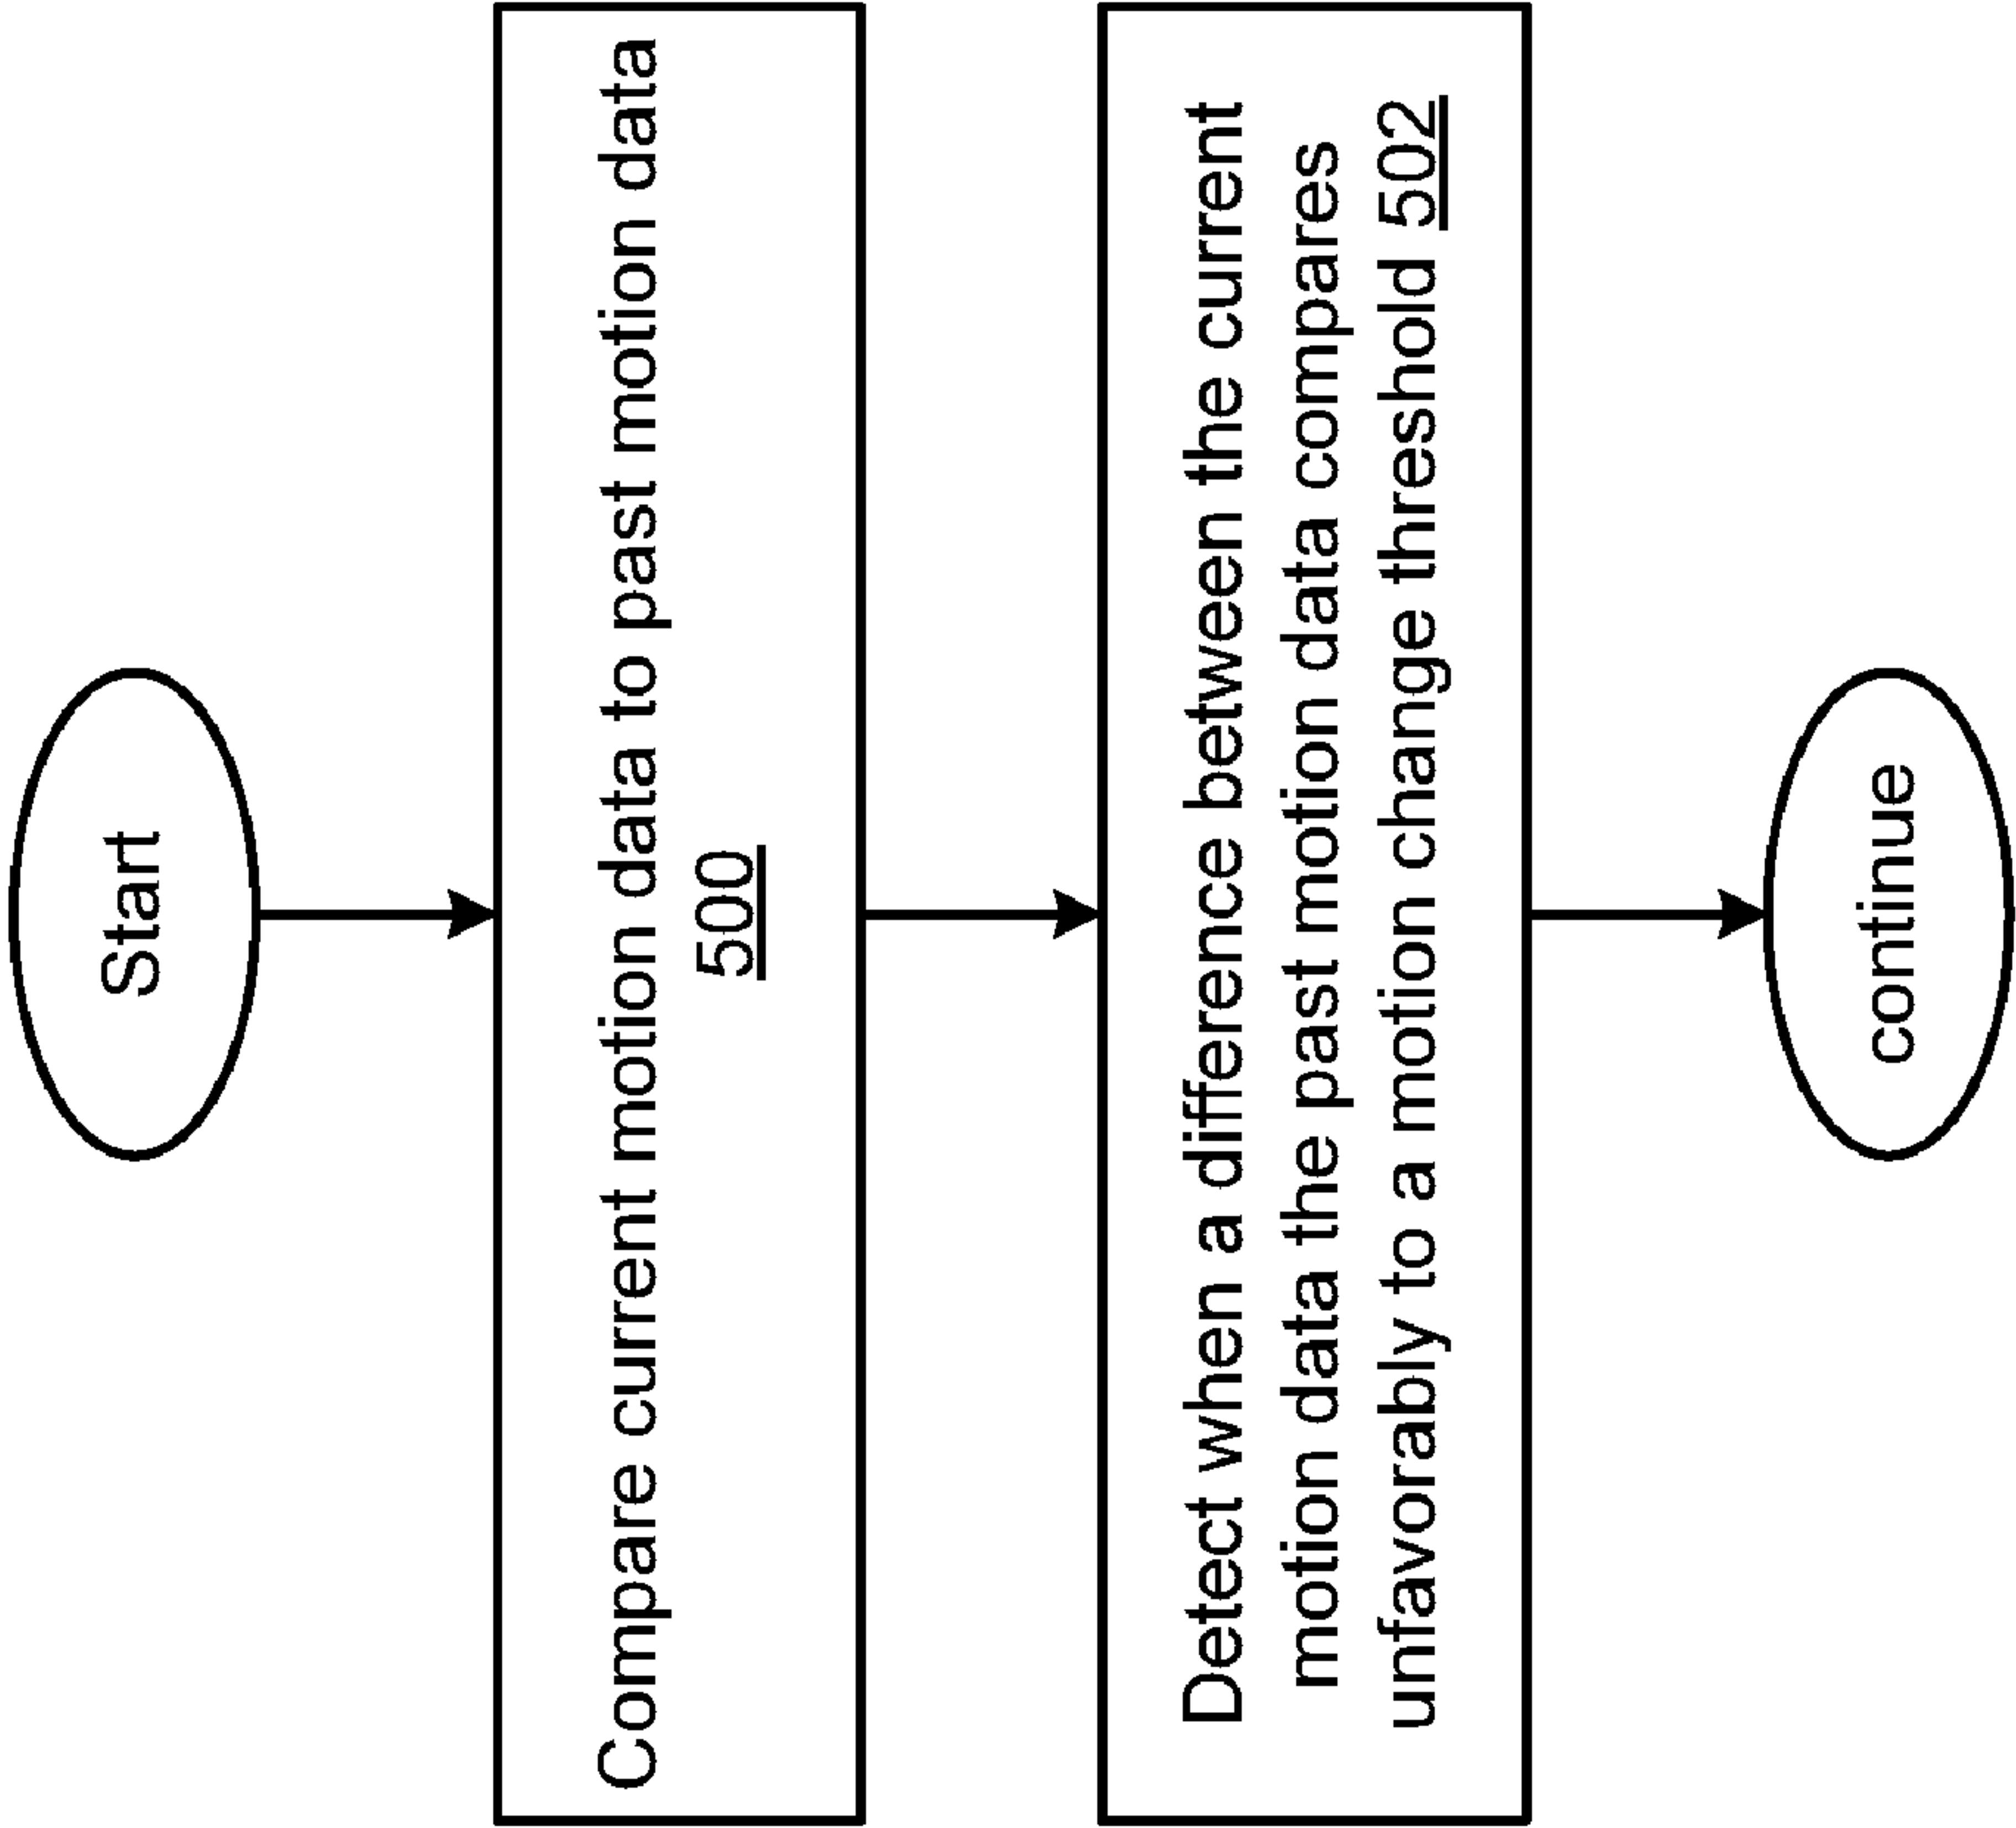 Start
Compare current motion data to past motion data
500
Detect when a difference between the current
motion data the past motion data compares
unfavorably to a motion change threshold 502
continue